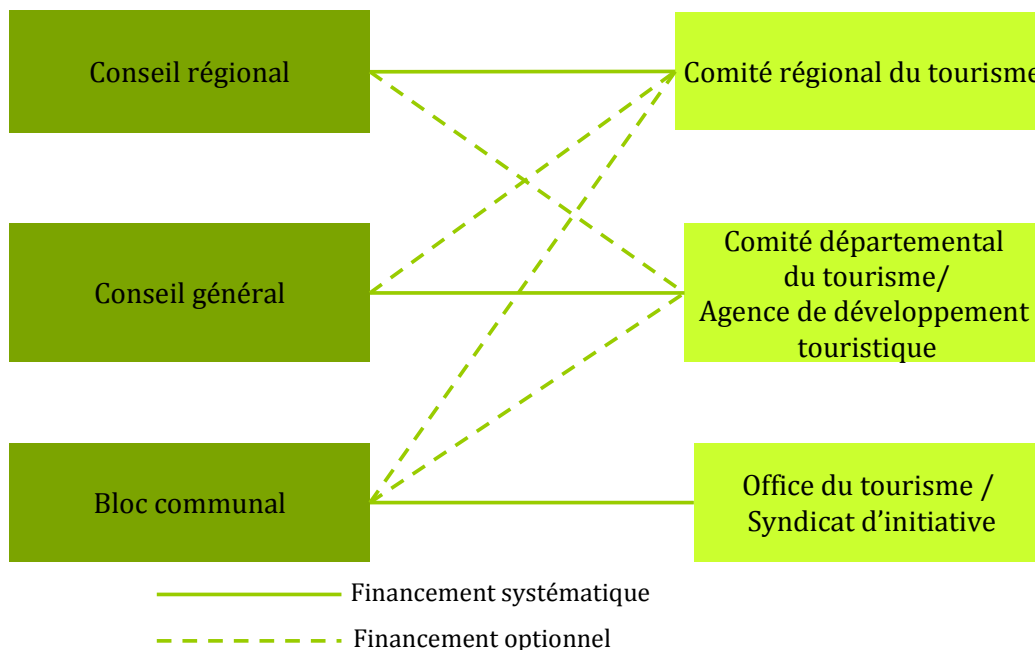 Conseil régional
Comité régional du tourisme
Conseil général
Comité départemental
du tourisme/
Agence de développement
touristique
Bloc communal
Office du tourisme /
Syndicat d’initiative
Financement systématique
Financement optionnel